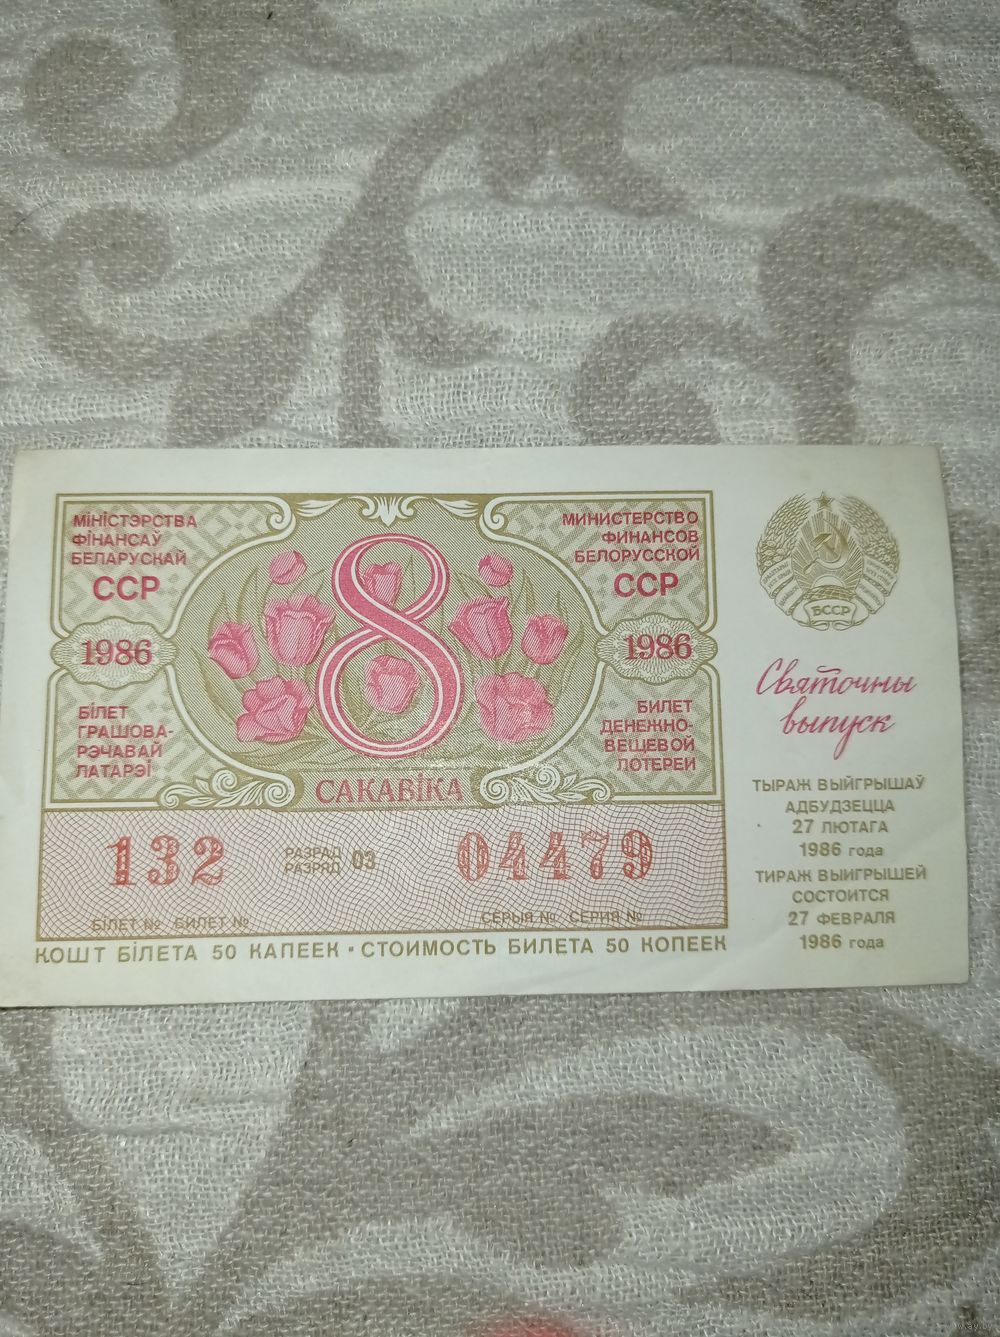 МІНІСТЭРСТВА
ФІНАНСАЎ
БЕЛАРУСКАЙ
ССР
1986
БІЛЕТ
ГРАШОВА-
РЭЧАВАЙ
ЛАТАРЭІ
8
САКАВІКА
МИНИСТЕРСТВО
ФИНАНСОВ
БЕЛОРУССКОЙ
ССР
1986
БИЛЕТ
ДЕНЕЖНО-
ВЕЩЕВОЙ
ЛОТЕРЕИ
132
РАЗРАД
РАЗРЯД 03
04479
БІЛЕТ № БИЛЕТ №
СЕРЫЯ № СЕРИЯ №
КОШТ БІЛЕТА 50 КАПЕЕК • СТОИМОСТЬ БИЛЕТА 50 КОПЕЕК
БССР
Святочны
выпуск
ТЫРАЖ ВЫЙГРЫШАЎ
АДБУДЗЕЦЦА
27 ЛЮТАГА
1986 года
ТИРАЖ ВЫИГРЫШЕЙ
СОСТОИТСЯ
27 ФЕВРАЛЯ
1986 года